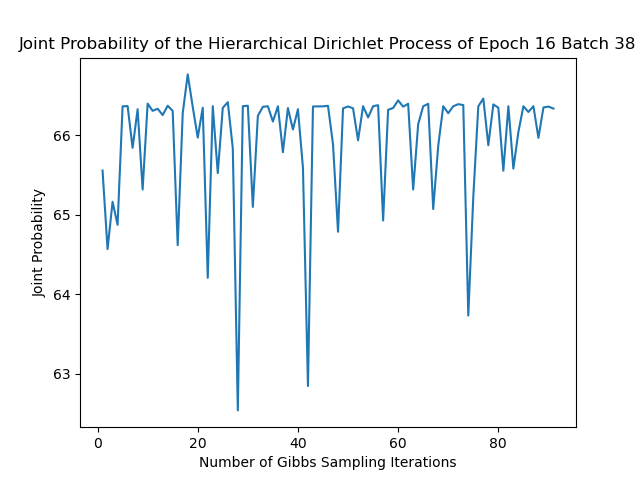 Joint Probability of the Hierarchical Dirichlet Process of Epoch 16 Batch 38
66
65
64
63
Joint Probability
0 20 40 60 80
Number of Gibbs Sampling Iterations